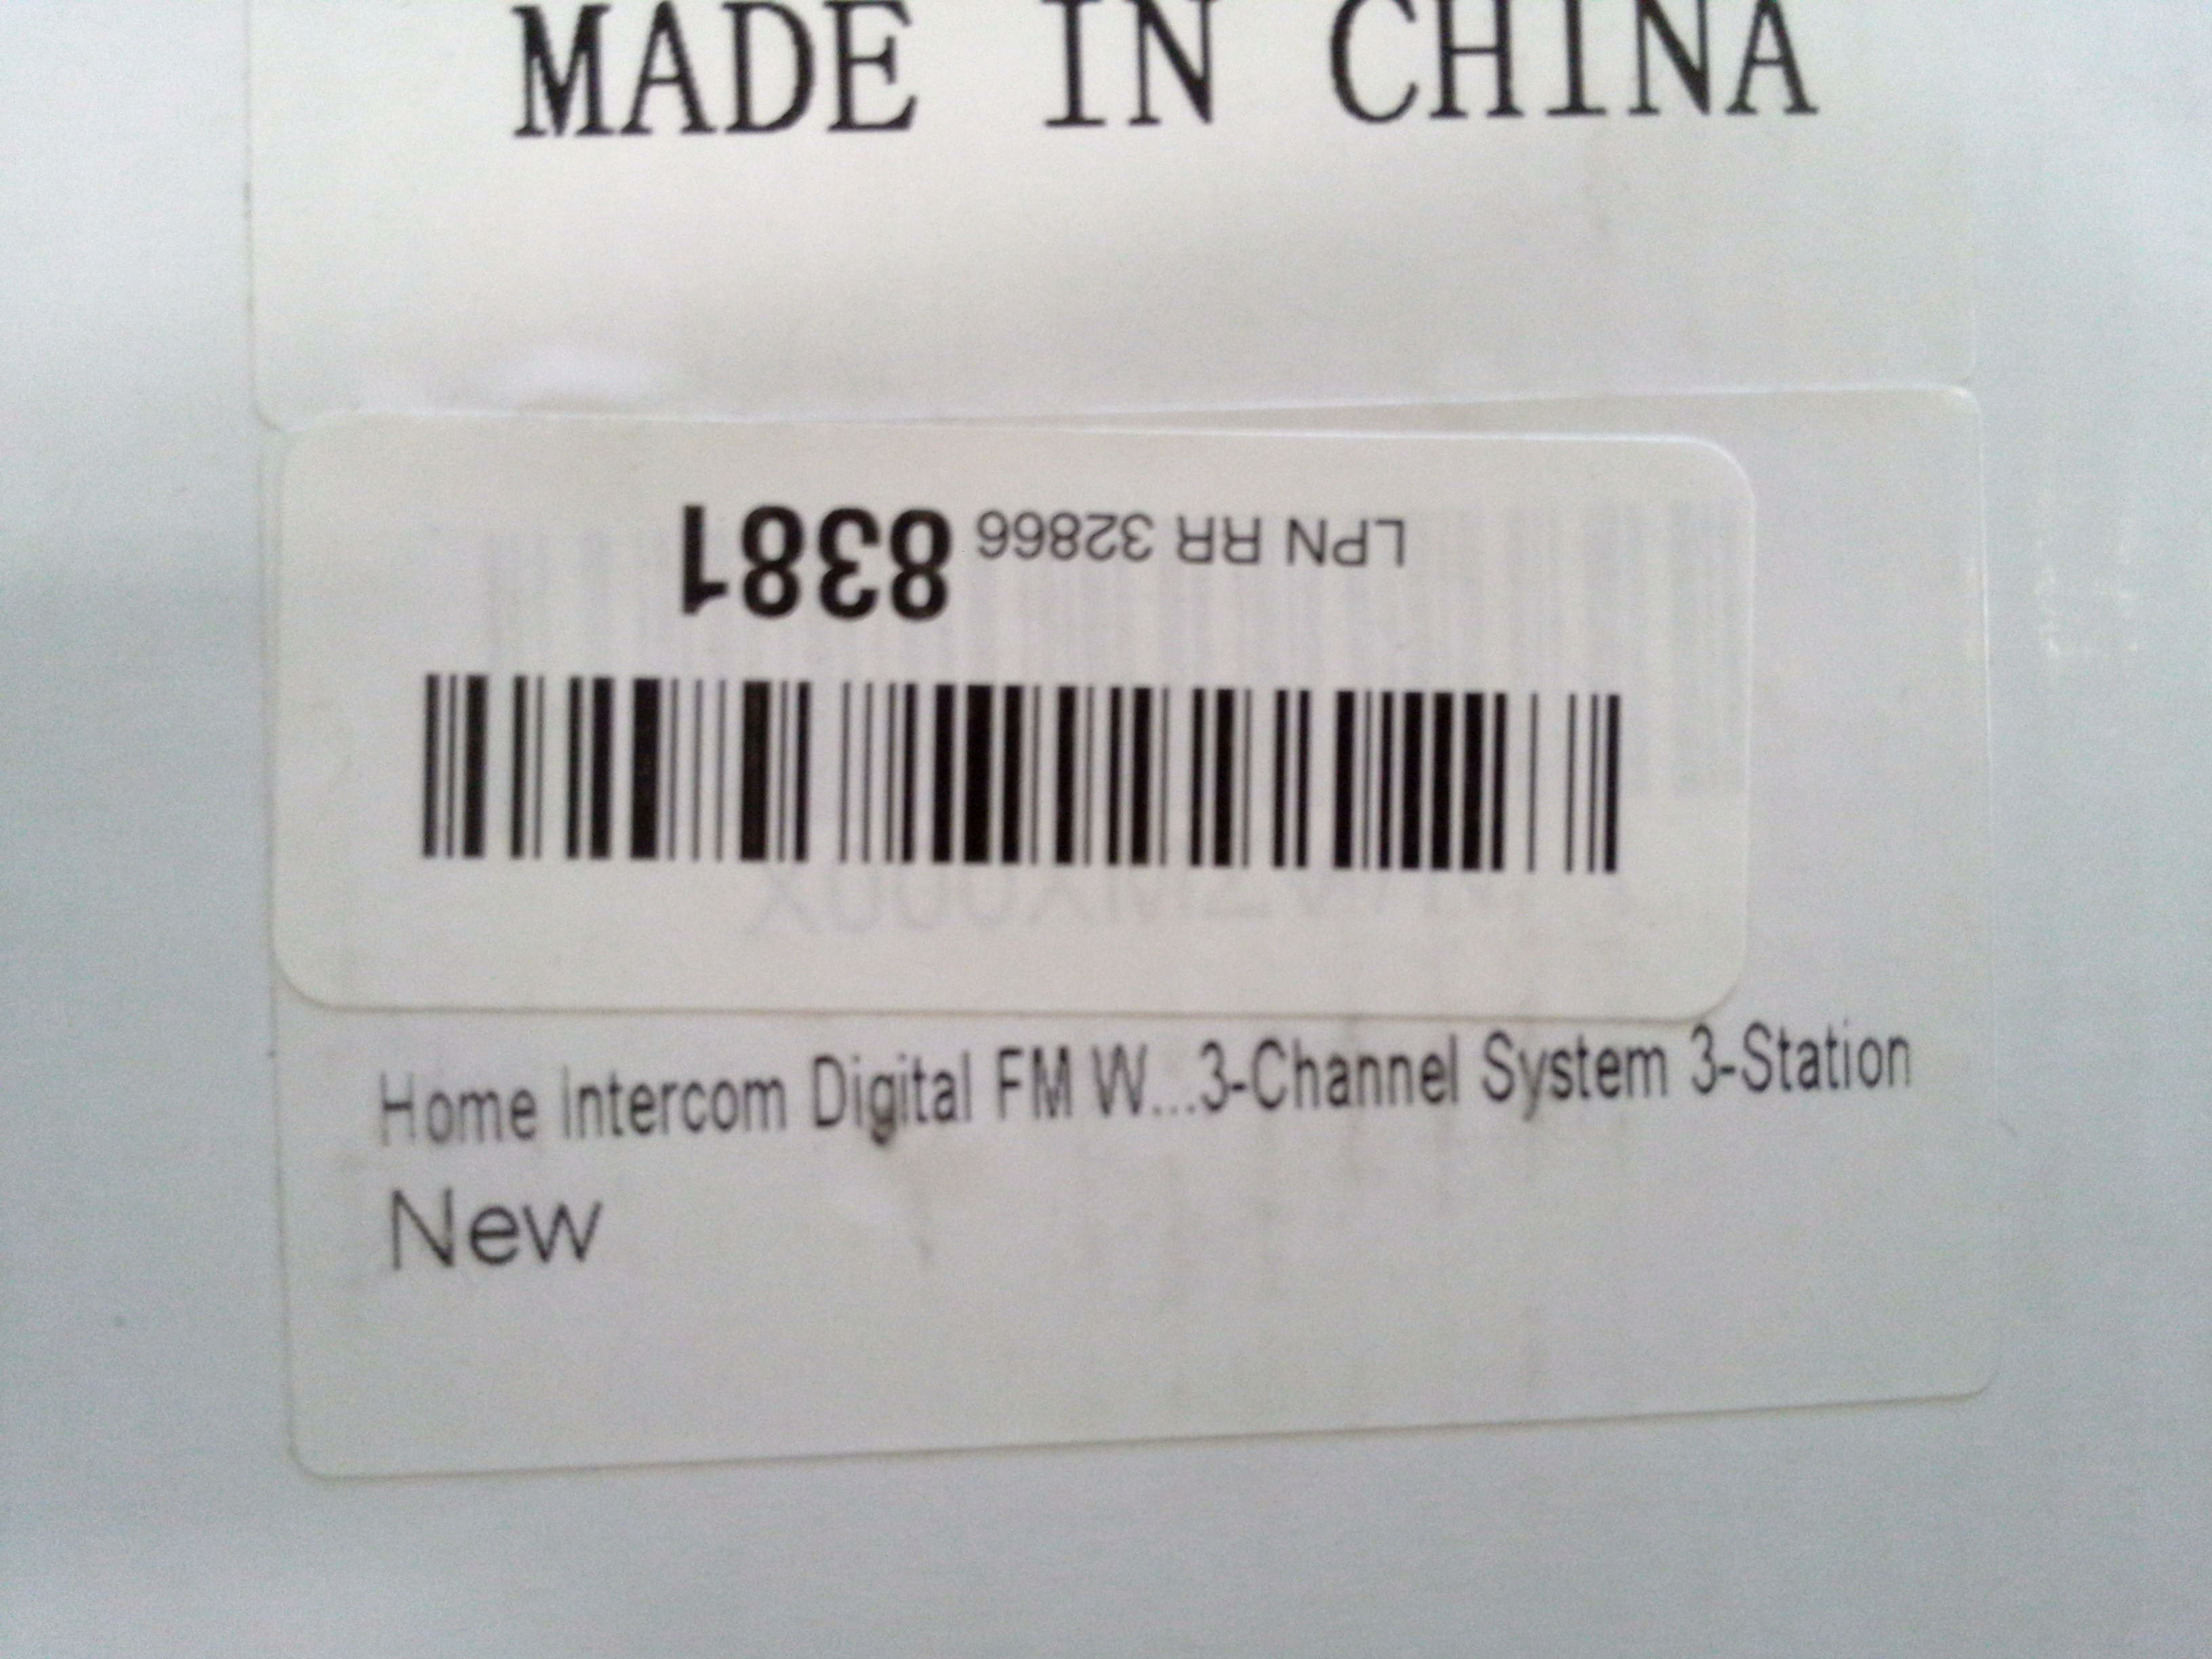 MADE IN CHINA
LPN RR 32866 8381
Home Intercom Digital FM W...3-Channel System 3-Station
New